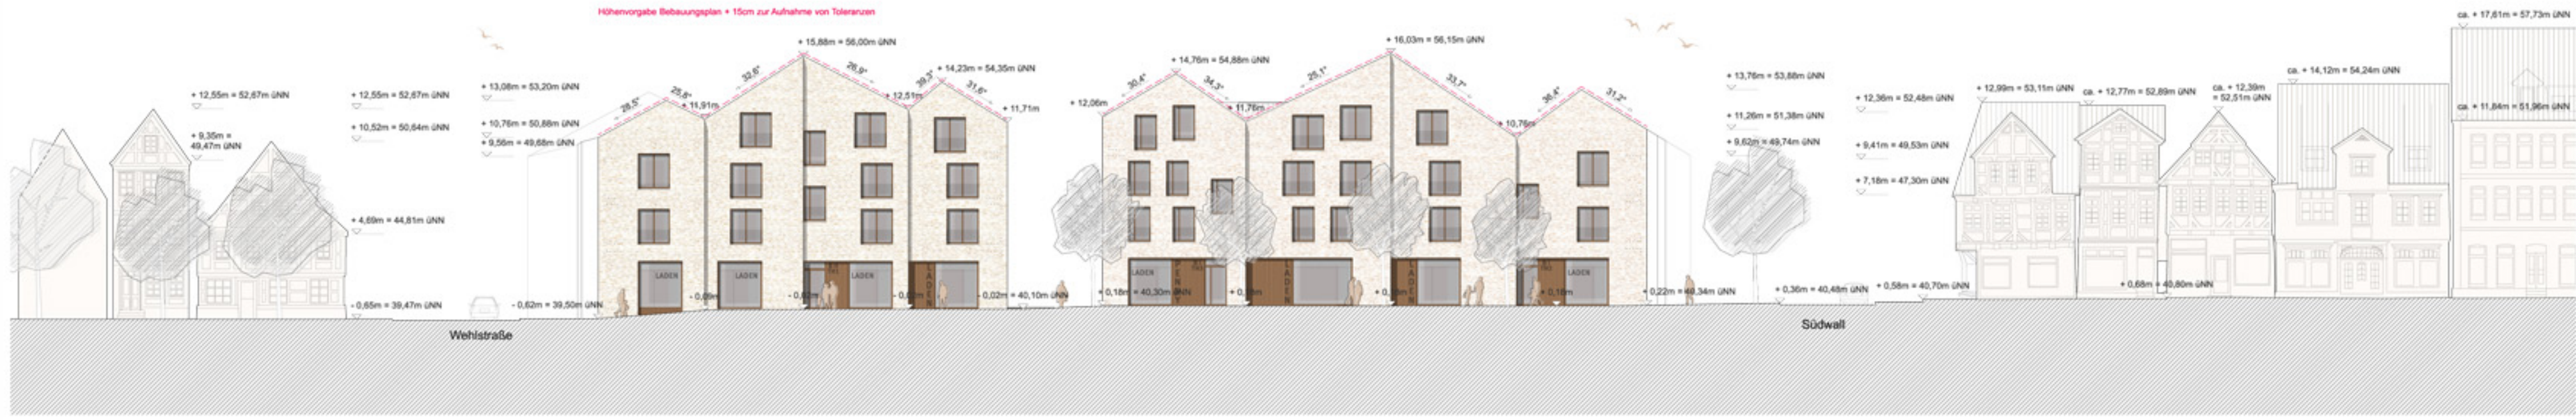 Höhenvorgabe Bebauungsplan + 15cm zur Aufnahme von Toleranzen
+ 12,55m = 52,67m üNN
+ 9,35m =
49,47m üNN
+ 12,55m = 52,67m üNN
+ 10,52m = 50,64m üNN
+ 4,69m = 44,81m üNN
- 0,65m = 39,47m üNN
+ 13,08m = 53,20m üNN
+ 10,76m = 50,88m üNN
+ 9,56m = 49,68m üNN
- 0,62m = 39,50m üNN
Wehlstraße
28,5°
25,8°
+ 11,91m
32,6°
+ 15,88m = 56,00m üNN
26,9°
+ 12,51m
39,3°
+ 14,23m = 54,35m üNN
31,6°
+ 11,71m
LADEN
LADEN
LADEN
LADEN
- 0,02m = 40,10m üNN
+ 12,06m
30,4°
+ 14,76m = 54,88m üNN
34,3°
+ 11,76m
25,1°
+ 16,03m = 56,15m üNN
33,7°
+ 10,76m
36,4°
31,2°
LADEN
PENNY
LADEN
LADEN
LADEN
+ 0,18m = 40,30m üNN
+ 0,18m
+ 0,22m = 40,34m üNN
+ 13,76m = 53,88m üNN
+ 11,26m = 51,38m üNN
+ 9,62m = 49,74m üNN
+ 0,36m = 40,48m üNN
Südwall
+ 12,36m = 52,48m üNN
+ 9,41m = 49,53m üNN
+ 7,18m = 47,30m üNN
+ 0,58m = 40,70m üNN
+ 12,99m = 53,11m üNN
ca. + 12,77m = 52,89m üNN
ca. + 12,39m
= 52,51m üNN
+ 0,68m = 40,80m üNN
ca. + 14,12m = 54,24m üNN
ca. + 17,61m = 57,73m üNN
ca. + 11,84m = 51,96m üNN